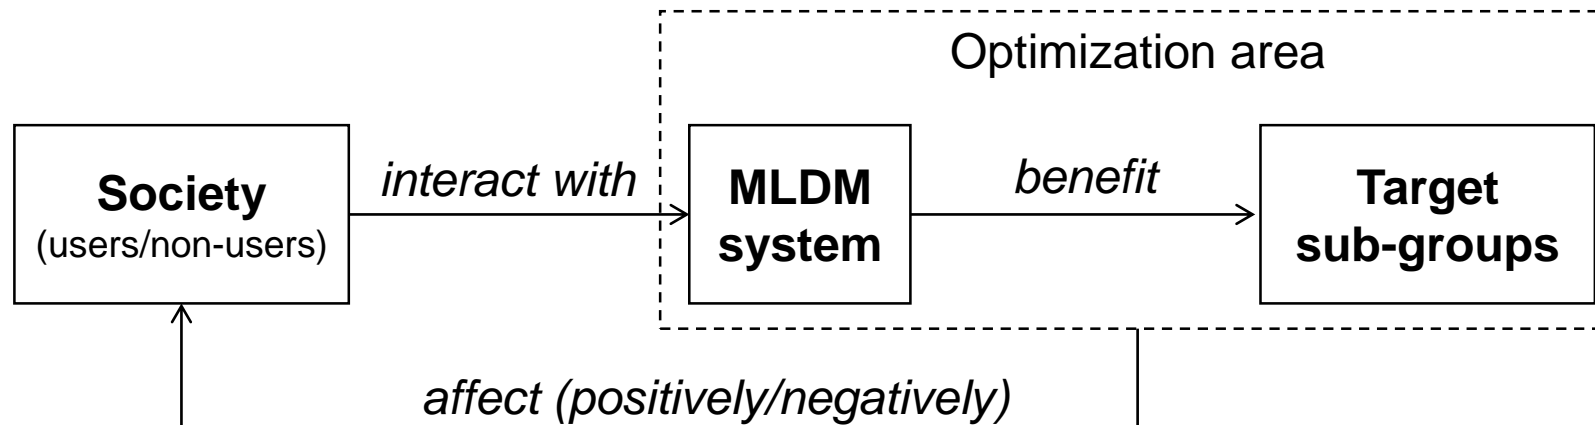 Optimization area
Society
(users/non-users)
interact with
MLDM
system
benefit
Target
sub-groups
affect (positively/negatively)